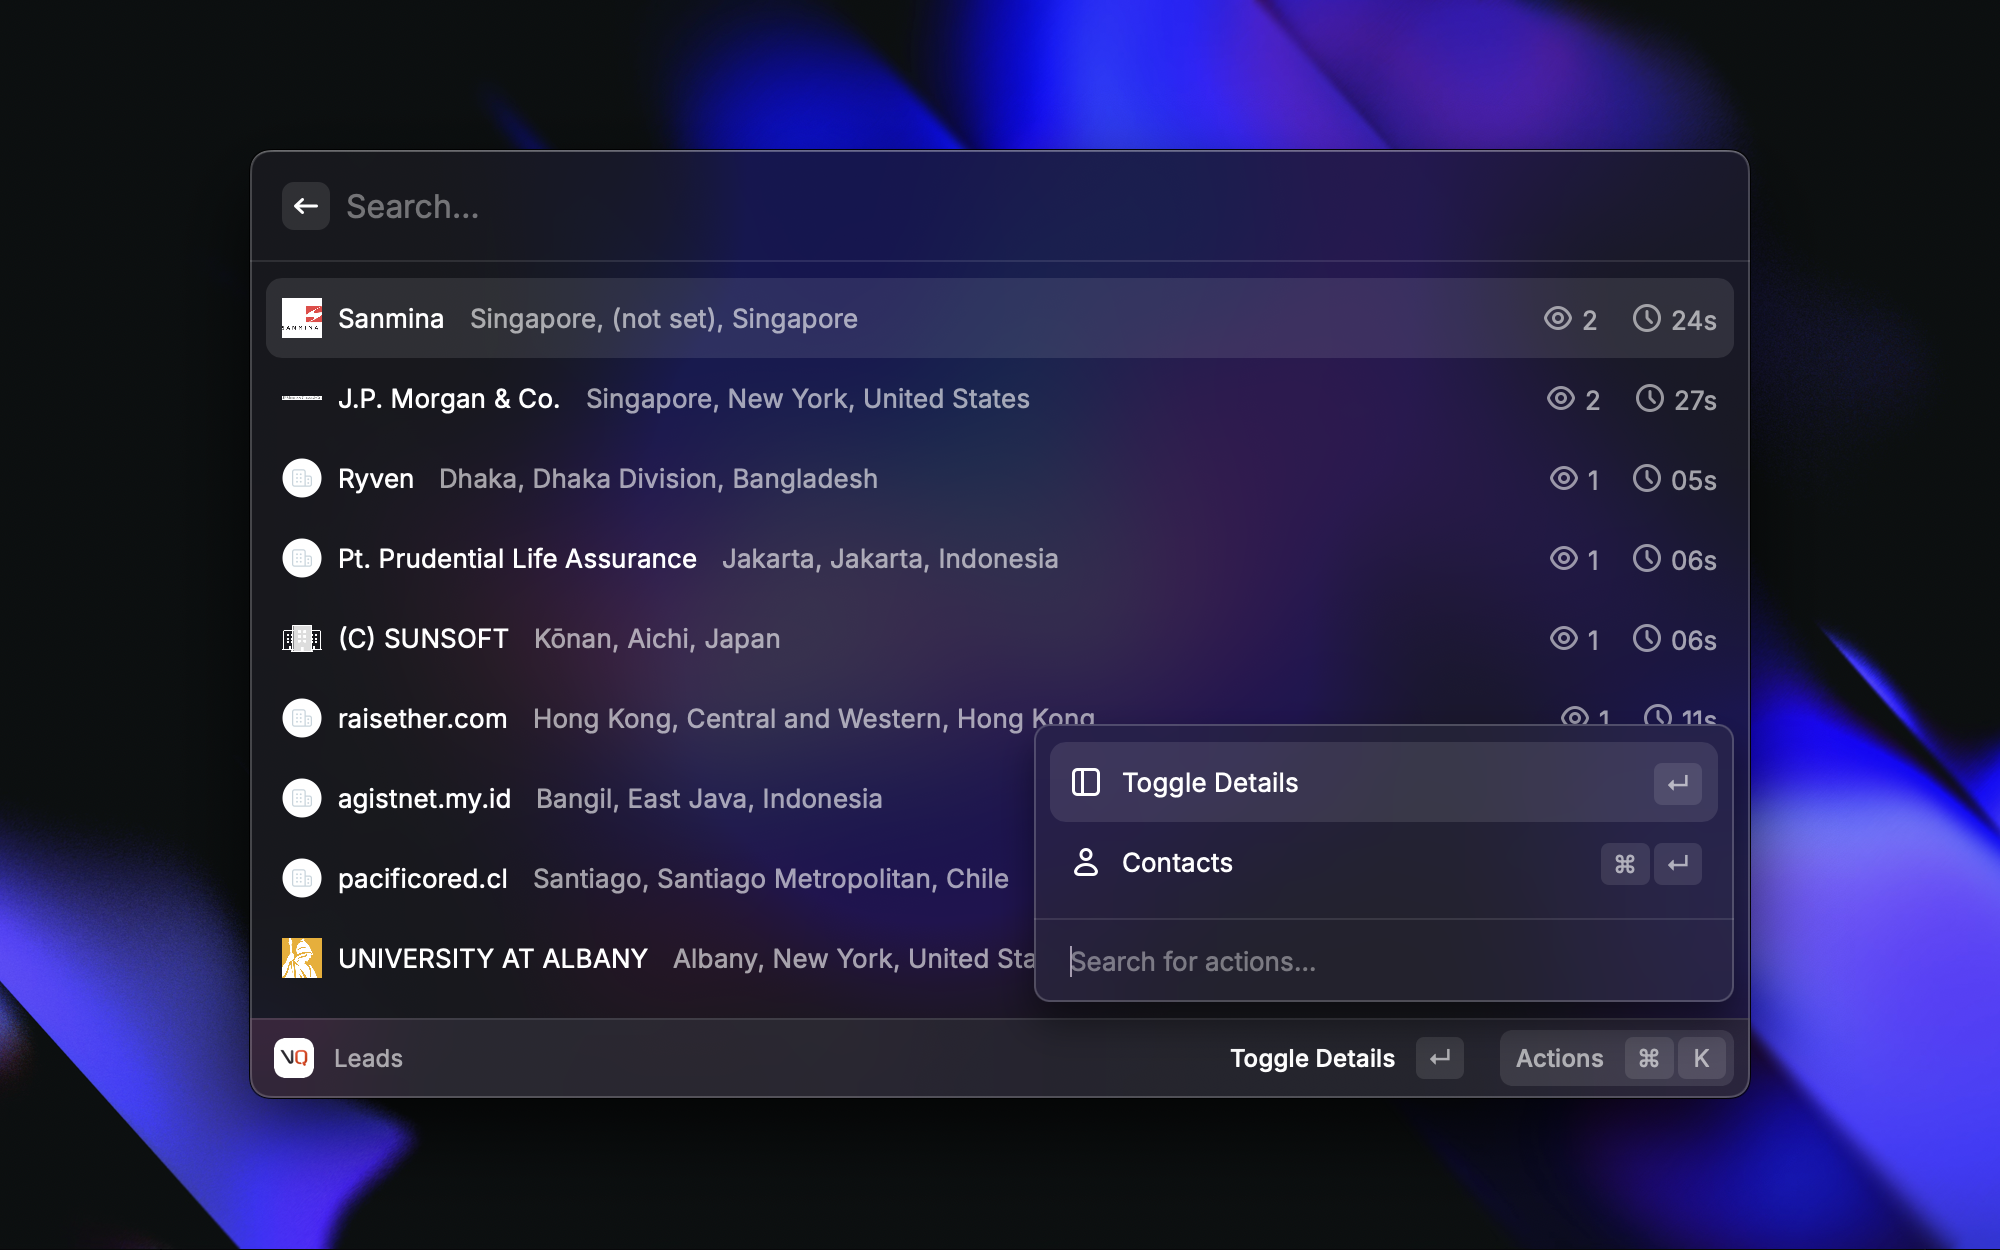 Search...
SANMINA Sanmina Singapore, (not set), Singapore 2 24s
J.P. Morgan & Co. Singapore, New York, United States 2 27s
Ryven Dhaka, Dhaka Division, Bangladesh 1 05s
Pt. Prudential Life Assurance Jakarta, Jakarta, Indonesia 1 06s
(C) SUNSOFT Kōnan, Aichi, Japan 1 06s
raisether.com Hong Kong, Central and Western, Hong Kong 1 11s
agistnet.my.id Bangil, East Java, Indonesia
pacificored.cl Santiago, Santiago Metropolitan, Chile
UNIVERSITY AT ALBANY Albany, New York, United Sta
Toggle Details ↵
Contacts ⌘ ↵
Search for actions...
VQ Leads Toggle Details ↵ Actions ⌘ K